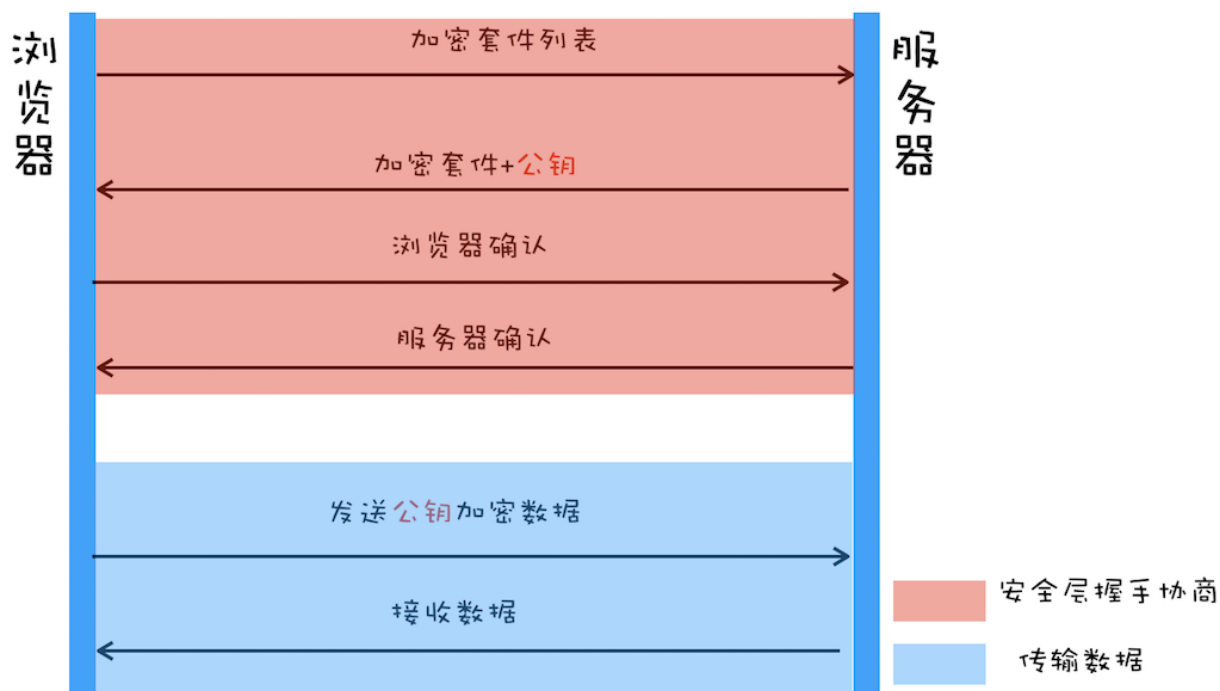 浏览器
服务器
加密套件列表
加密套件+公钥
浏览器确认
服务器确认
发送公钥加密数据
接收数据
安全层握手协商
传输数据